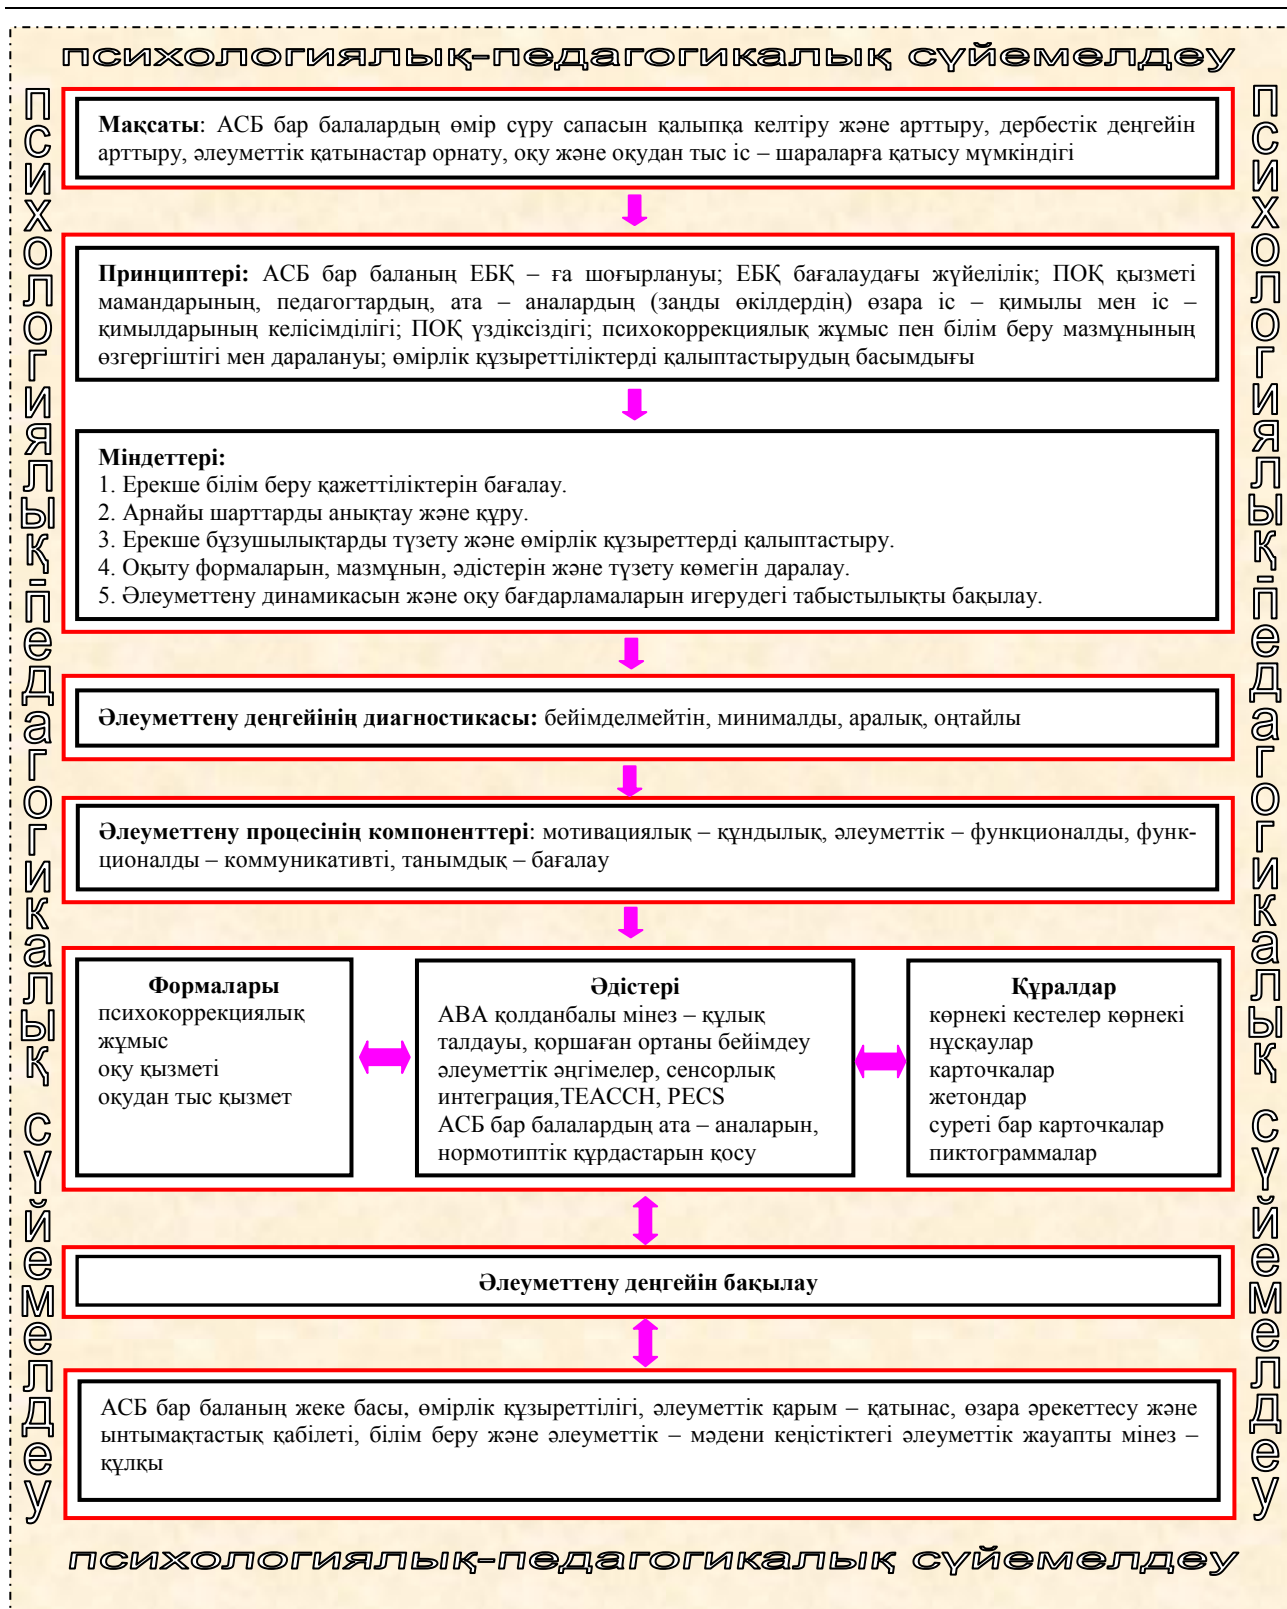 психологиялық-педагогикалық сүйемелдеу
психологиялық-педагогикалық сүйемелдеу
Мақсаты: АСБ бар балалардың өмір сүру сапасын қалыпқа келтіру және арттыру, дербестік деңгейін
арттыру, әлеуметтік қатынастар орнату, оқу және оқудан тыс іс – шараларға қатысу мүмкіндігі
Принциптері: АСБ бар баланың ЕБҚ – ға шоғырлануы; ЕБҚ бағалаудағы жүйелілік; ПОҚ қызметі
мамандарының, педагогтардың, ата – аналардың (заңды өкілдердің) өзара іс – қимылы мен іс –
қимылдарының келісімділігі; ПОҚ үздіксіздігі; психокоррекциялық жұмыс пен білім беру мазмұнының
өзгергіштігі мен даралануы; өмірлік құзыреттіліктерді қалыптастырудың басымдығы
Міндеттері:
1. Ерекше білім беру қажеттіліктерін бағалау.
2. Арнайы шарттарды анықтау және құру.
3. Ерекше бұзушылықтарды түзету және өмірлік құзыреттерді қалыптастыру.
4. Оқыту формаларын, мазмұнын, әдістерін және түзету көмегін даралау.
5. Әлеуметтену динамикасын және оқу бағдарламаларын игерудегі табыстылықты бақылау.
Әлеуметтену деңгейінің диагностикасы: бейімделмейтін, минималды, аралық, оңтайлы
Әлеуметтену процесінің компоненттері: мотивациялық – құндылық, әлеуметтік – функционалды, функ-
ционалды – коммуникативті, танымдық – бағалау
Формалары
психокоррекциялық
жұмыс
оқу қызметі
оқудан тыс қызмет
Әдістері
АВА қолданбалы мінез – құлық
талдауы, қоршаған ортаны бейімдеу
әлеуметтік әңгімелер, сенсорлық
интеграция,TEACCH, PECS
АСБ бар балалардың ата – аналарын,
нормотиптік құрдастарын қосу
Құралдар
көрнекі кестелер көрнекі
нұсқаулар
карточкалар
жетондар
суреті бар карточкалар
пиктограммалар
Әлеуметтену деңгейін бақылау
АСБ бар баланың жеке басы, өмірлік құзыреттілігі, әлеуметтік қарым – қатынас, өзара әрекеттесу және
ынтымақтастық қабілеті, білім беру және әлеуметтік – мәдени кеңістіктегі әлеуметтік жауапты мінез –
құлқы
психологиялық-педагогикалық сүйемелдеу
психологиялық-педагогикалық сүйемелдеу